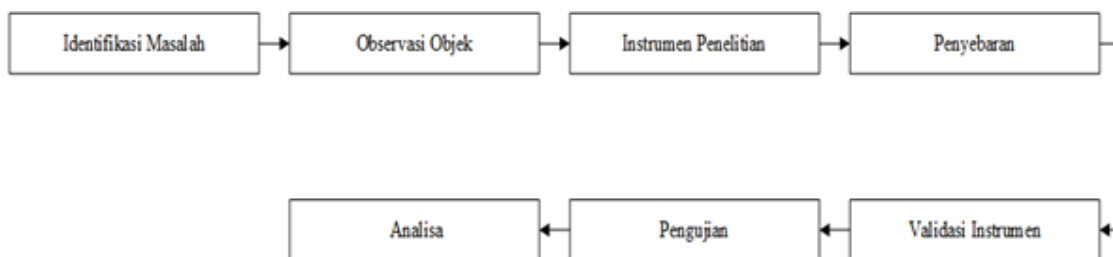 Identifikasi Masalah
Observasi Objek
Instrumen Penelitian
Penyebaran
Validasi Instrumen
Pengujian
Analisa